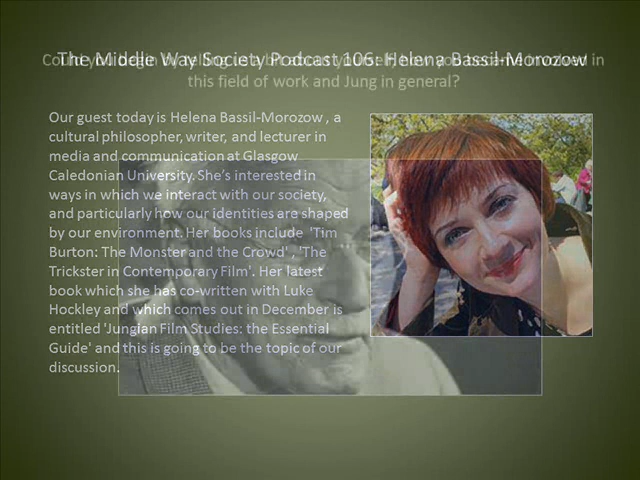 The Middle Way Society Podcast 106: Helena Bassil-Morozow
Could you in
this field of work and Jung in general?
Our guest today is Helena Bassil-Morozow , a
cultural philosopher, writer, and lecturer in
media and communication at Glasgow
Caledonian University. She's interested in
ways in which we interact with our society,
and particularly how our identities are shaped
by our environment. Her books include 'Tim
Burton: The Monster and the Crowd' , 'The
Trickster in Contemporary Film'. Her latest
book which she has co-written with Luke
Hockley and which comes out in December is
entitled 'Jungian Film Studies: the Essential
Guide' and this is going to be the topic of our
discussion.